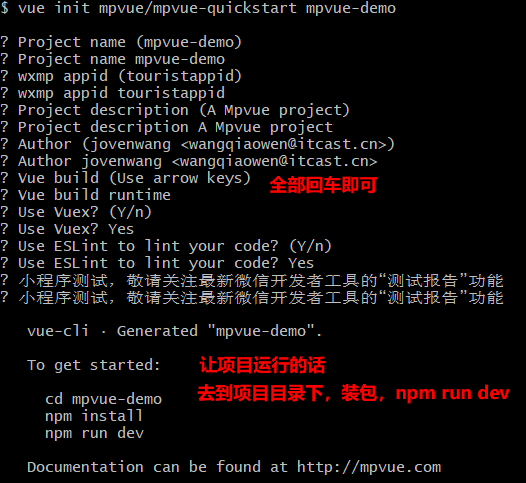 $ vue init mpvue/mpvue-quickstart mpvue-demo
? Project name (mpvue-demo)
? Project name mpvue-demo
? wxmp appid (touristappid)
? wxmp appid touristappid
? Project description (A Mpvue project)
? Project description A Mpvue project
? Author (jovenwang <wangqiaowen@itcast.cn>)
? Author jovenwang <wangqiaowen@itcast.cn>
? Vue build (Use arrow keys) 全部回车即可
? Vue build runtime
? Use Vuex? (Y/n)
? Use Vuex? Yes
? Use ESLint to lint your code? (Y/n)
? Use ESLint to lint your code? Yes
? 小程序测试，敬请关注最新微信开发者工具的“测试报告”功能
? 小程序测试，敬请关注最新微信开发者工具的“测试报告”功能
vue-cli · Generated "mpvue-demo".
To get started: 让项目运行的话
去到项目目录下，装包，npm run dev
cd mpvue-demo
npm install
npm run dev
Documentation can be found at http://mpvue.com